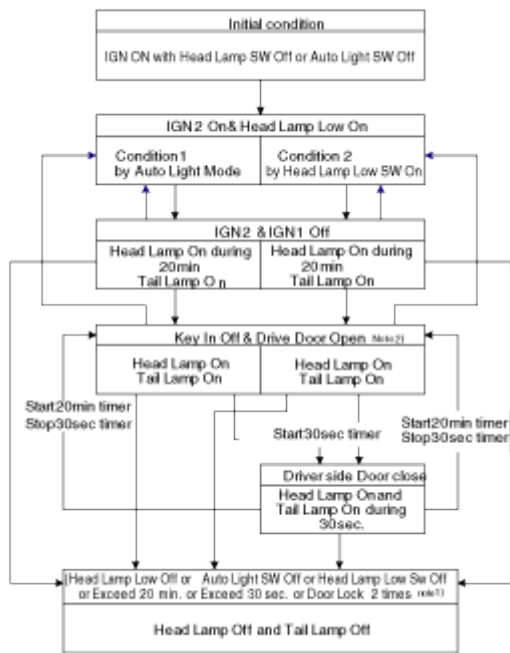 Initial condition
IGN ON with Head Lamp SW Off or Auto Light SW Off
IGN2 On& Head Lamp Low On
Condition1
by Auto Light Mode
Condition 2
by Head Lamp Low SW On
IGN2 & IGN1 Off
Head Lamp On during
20min
Tail Lamp On
Head Lamp On during
20min
Tail Lamp On
Key In Off & Drive Door Open Note2)
Head Lamp On
Tail Lamp On
Head Lamp On
Tail Lamp On
Start20min timer
Stop30sec timer
Start30sec timer
Start20min timer
Stop30sec timer
Driver side Door close
Head Lamp On and
Tail Lamp On during
30sec.
(Head Lamp Low Off or Auto Light SW Off or Head Lamp Low Sw Off
or Exceed 20 min. or Exceed 30 sec. or Door Lock 2 times note1)
Head Lamp Off and Tail Lamp Off